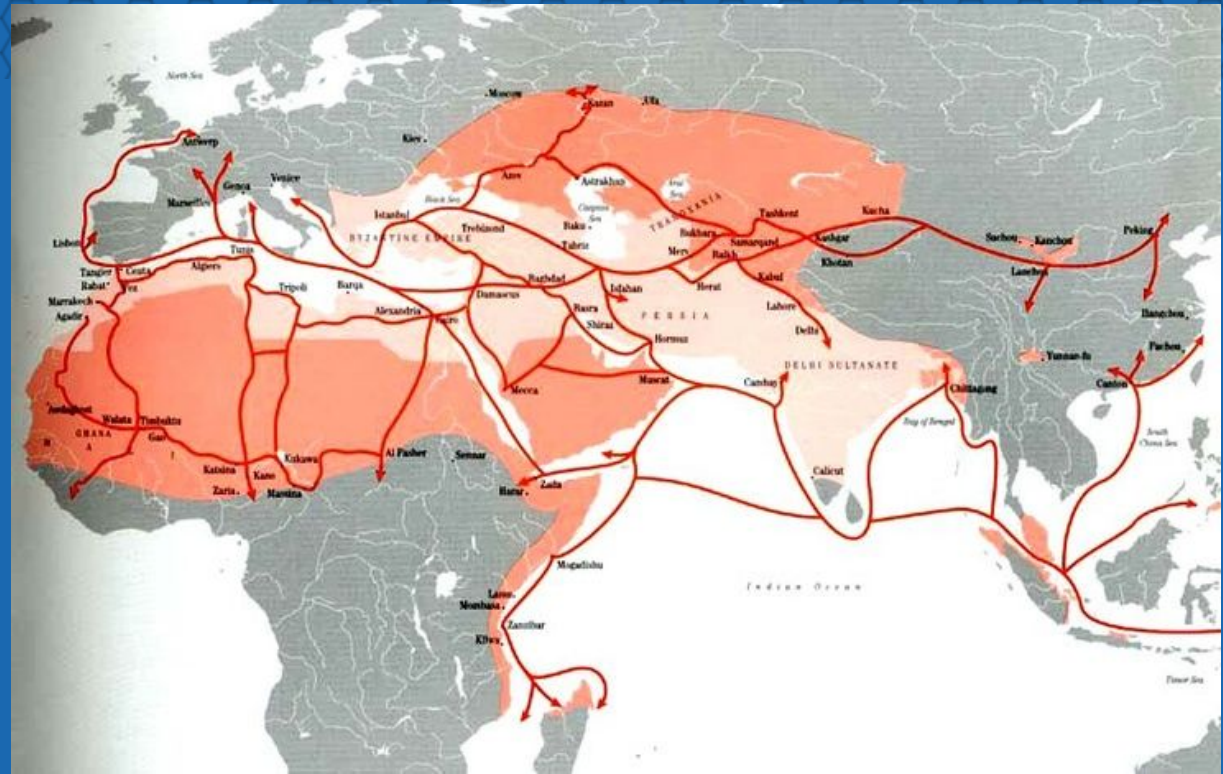 North Sea
Moscow
Kazan
Ufa
Antwerp
Kiev
Genoa
Venice
Azov
Astrakhan
Aral
Sea
Marseilles
Black Sea
Caspian
Sea
TRANSOXANIA
Tashkent
Kucha
Istanbul
Trebizond
Baku
Bukhara
Samarqand
Kashgar
Suchou
Kanchou
Peking
Lisbon
BYZANTINE EMPIRE
Tabriz
Merv
Balkh
Khotan
Lanchou
Tunis
Tangier
Ceuta
Algiers
Baghdad
Herat
Kabul
Rabat
Fez
Tripoli
Barqa
Damascus
Isfahan
Lahore
Marrakech
Alexandria
Cairo
Basra
PERSIA
Hangchou
Agadir
Shiraz
Delhi
Hormuz
Yunnan-fu
Fuchou
DELHI SULTANATE
Mecca
Muscat
Cambay
Chittagong
Canton
Awdaghost
Walata
Timbuktu
Bay of Bengal
GHANA
Gao
South
China Sea
M A L I
Kukawa
Al Fasher
Sennar
Katsina
Kano
Calicut
Zaria
Massina
Harar
Zaila
Mogadishu
Indian Ocean
Lamu
Mombasa
Zanzibar
Kilwa
Timor Sea